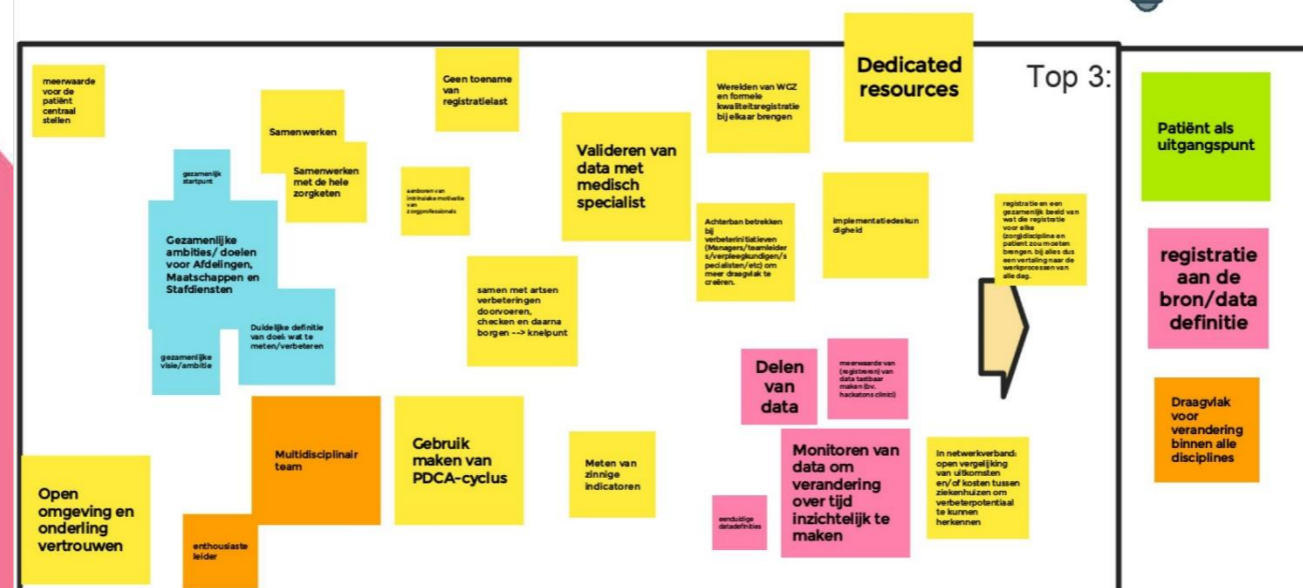 meerwaarde
voor de
patiënt
centraal
stellen
Samenwerken
Samenwerken
met de hele
zorgketen
gezamenlijk
startpunt
Gezamenlijke
ambities/ doelen
voor Afdelingen,
Maatschappen en
Stafdiensten
Duidelijke definitie
van doel: wat te
meten/verbeteren
gezamenlijke
visie/ambitie
Geen toename
van
registratielast
aanboren van
intrinsieke motivatie
van
zorgprofessionals
Valideren van
data met
medisch
specialist
samen met artsen
verbeteringen
doorvoeren,
checken en daarna
borgen --> knelpunt
Werelden van WGZ
en formele
kwaliteitsregistratie
bij elkaar brengen
Dedicated
resources
Achterban betrekken
bij
verbeterinitiatieven
(Managers/teamleider
s/verpleegkundigen/s
pecialisten/etc) om
meer draagvlak te
creëren.
Implementatiedeskun
digheid
registratie en een
gezamenlijk beeld van
wat die registratie
voor elke
(zorg)discipline en
patient zou moeten
brengen. bij alles dus
een vertaling naar de
werkprocessen van
alle dag.
Open
omgeving en
onderling
vertrouwen
Multidisciplinair
team
enthousiaste
leider
Gebruik
maken van
PDCA-cyclus
Meten van
zinnige
indicatoren
Delen
van
data
meerwaarde van
(registreren) van
data tastbaar
maken (bv.
hackatons clinici)
Monitoren van
data om
verandering
over tijd
inzichtelijk te
maken
eenduidige
datadefinities
In netwerkverband:
open vergelijking
van uitkomsten
en/of kosten tussen
ziekenhuizen om
verbeterpotentiaal
te kunnen
herkennen
Top 3:
Patiënt als
uitgangspunt
registratie
aan de
bron/data
definitie
Draagvlak
voor
verandering
binnen alle
disciplines